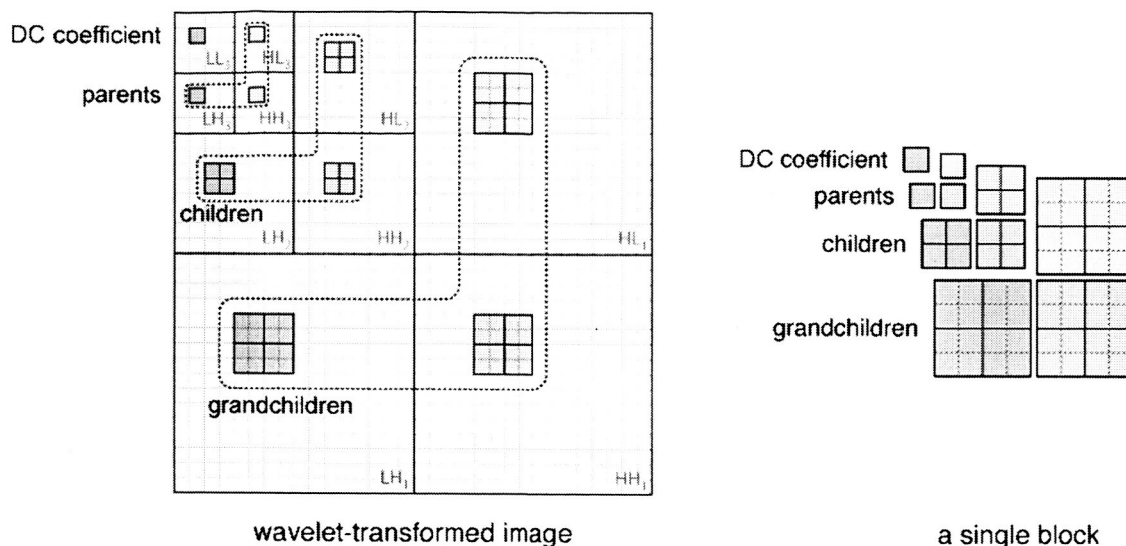 DC coefficient
LL₃
HL₃
parents
LH₃
HH₃
HL₂
children
LH₂
HH₂
HL₁
grandchildren
LH₁
HH₁
wavelet-transformed image
DC coefficient
parents
children
grandchildren
a single block